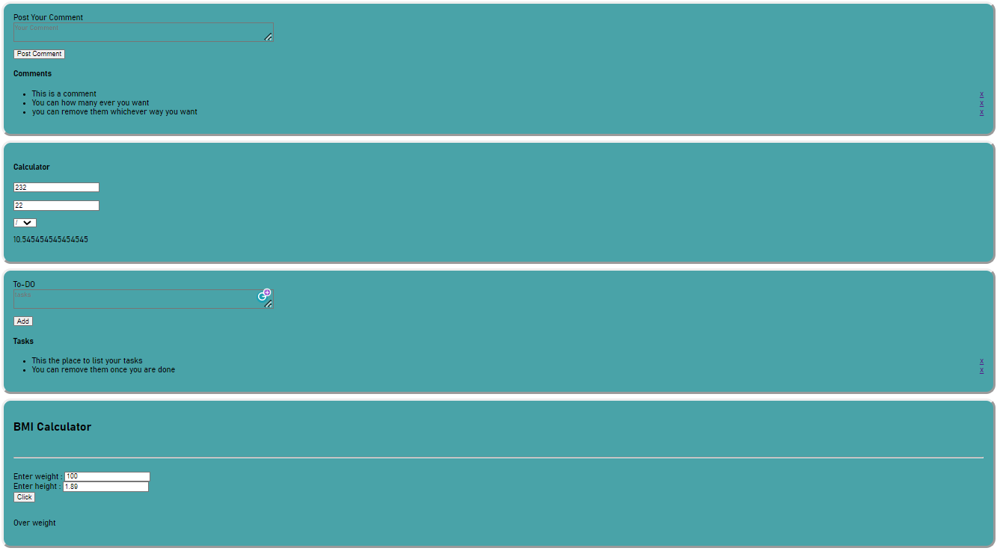 Post Your Comment
Your Comment
Post Comment
Comments
This is a comment x
You can how many ever you want x
you can remove them whichever way you want x
Calculator
232
22
/
10.545454545454545
To-DO
tasks
Add
Tasks
This the place to list your tasks x
You can remove them once you are done x
BMI Calculator
Enter weight : 100
Enter height : 1.89
Click
Over weight